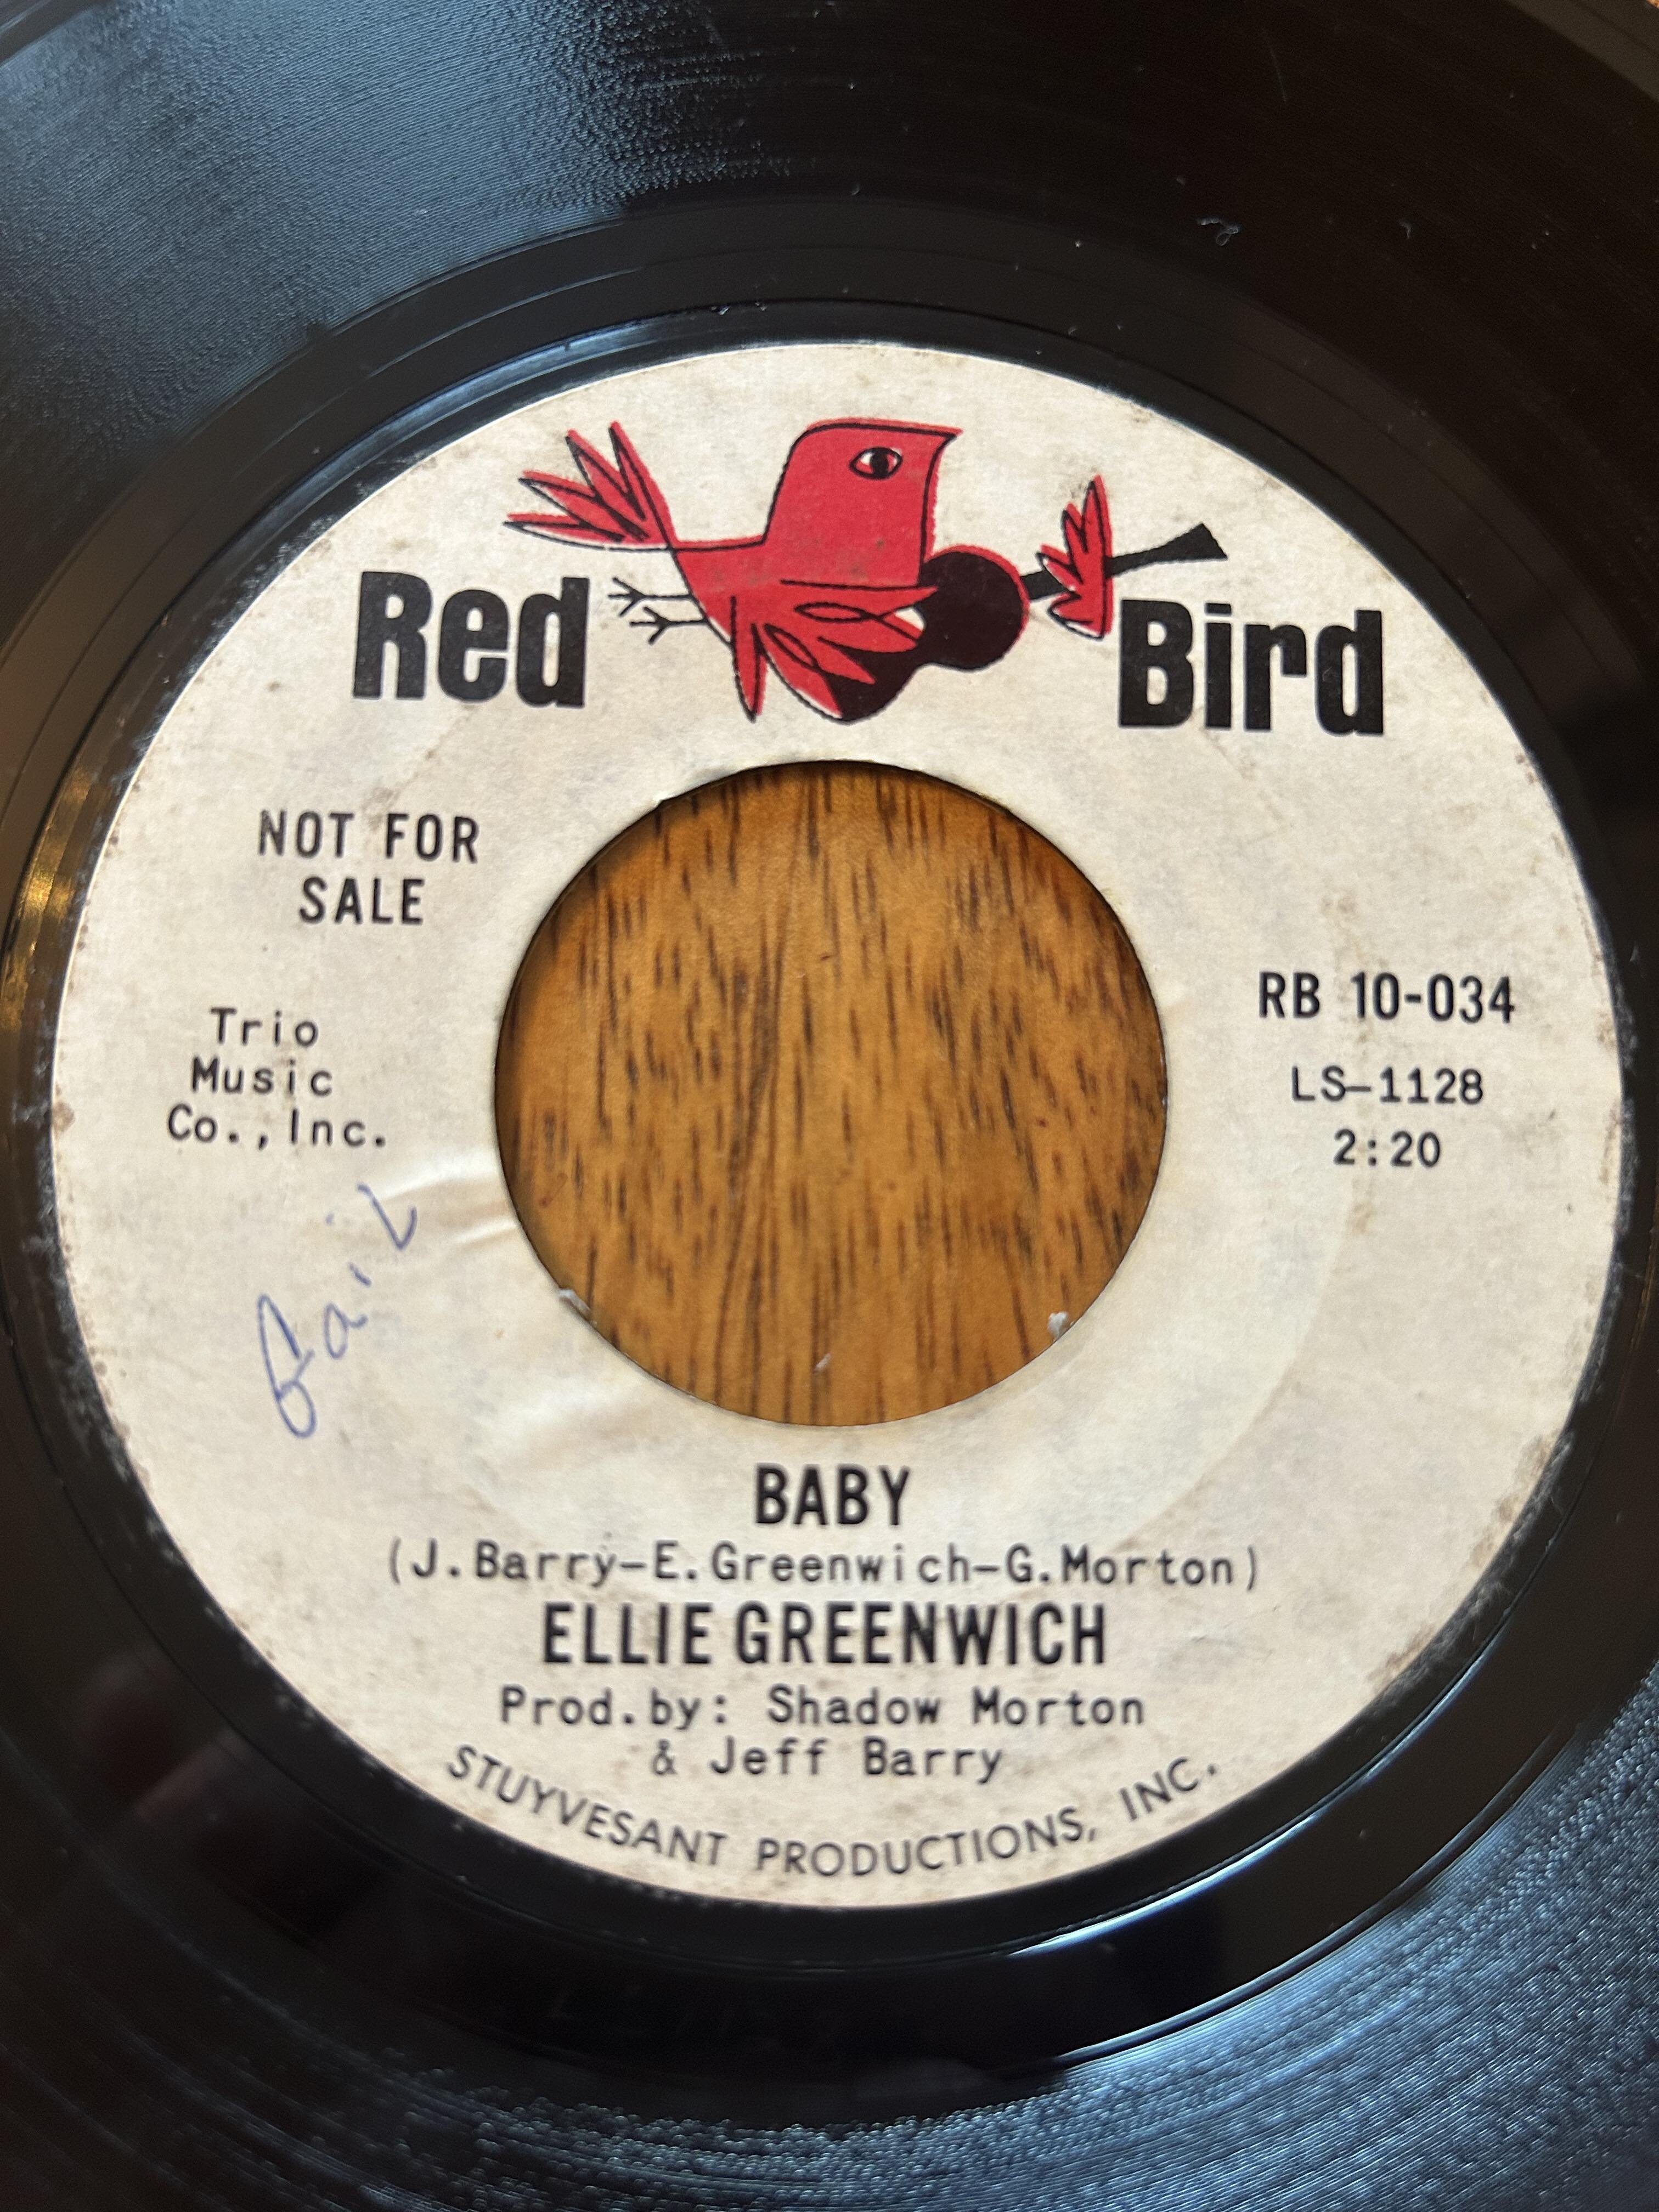 Red Bird
NOT FOR
SALE
Trio
Music
Co., Inc.
RB 10-034
LS-1128
2:20
Gail
BABY
(J.Barry-E.Greenwich-G.Morton)
ELLIE GREENWICH
Prod.by: Shadow Morton
& Jeff Barry
STUYVESANT PRODUCTIONS, INC.